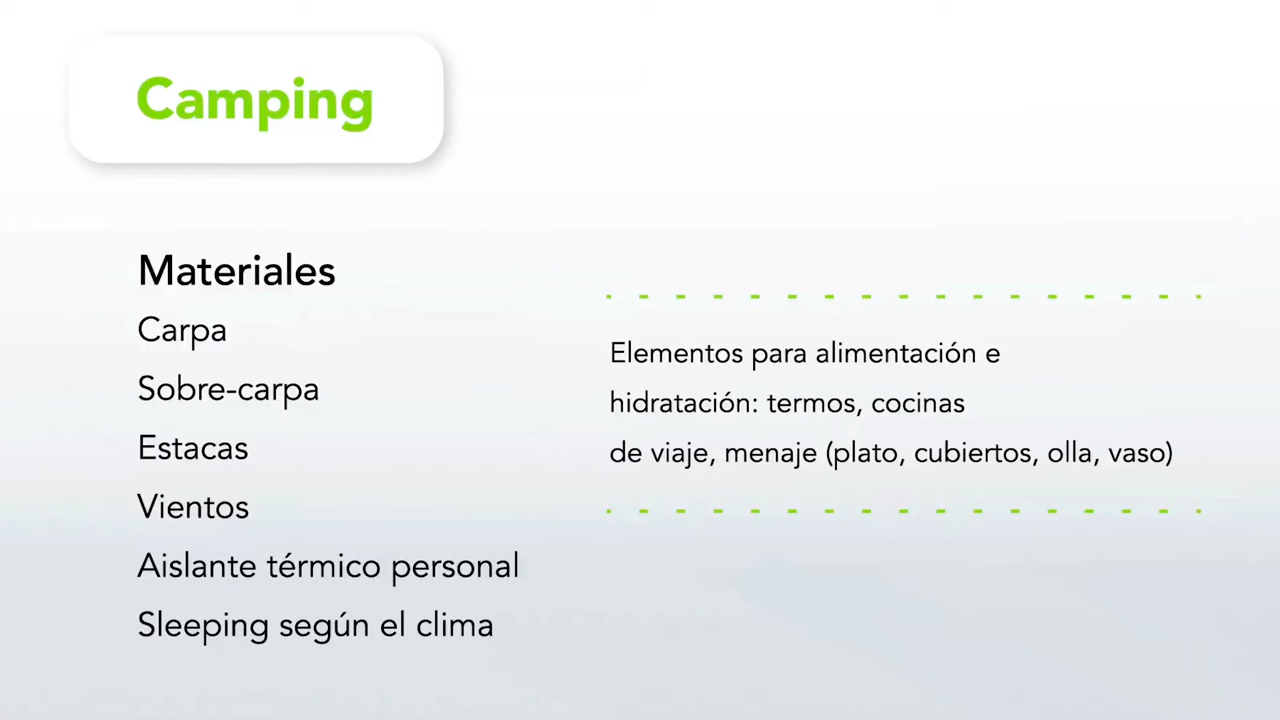 Camping
Materiales
Carpa
Sobre-carpa
Estacas
Vientos
Aislante térmico personal
Sleeping según el clima
Elementos para alimentación e
hidratación: termos, cocinas
de viaje, menaje (plato, cubiertos, olla, vaso)